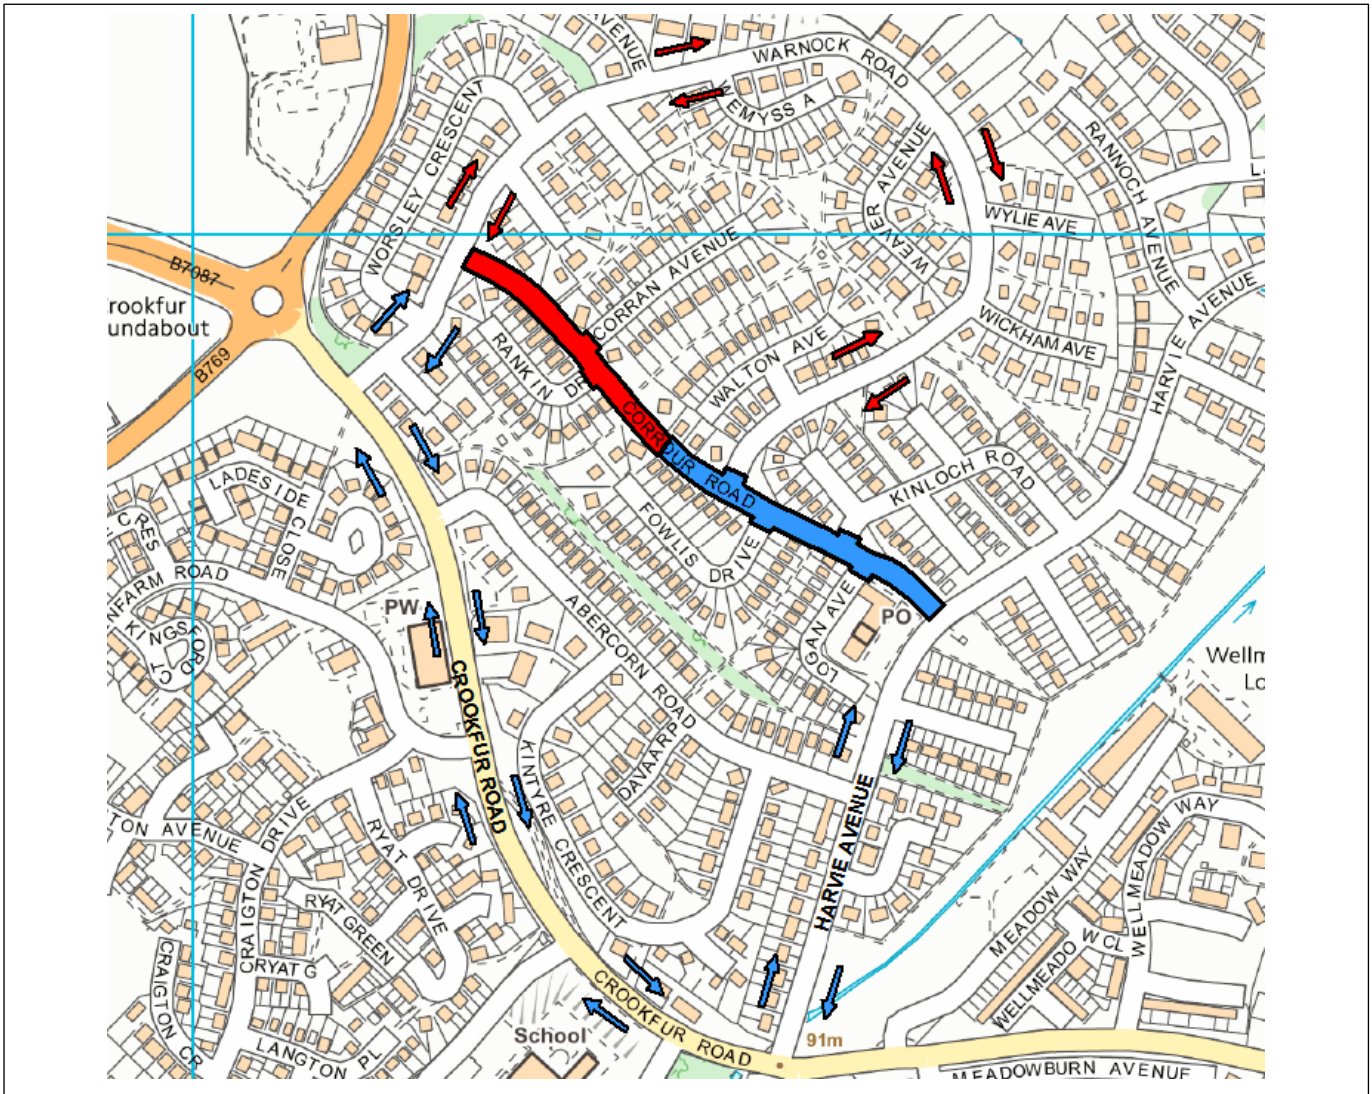 AVENUE
WARNOCK ROAD
WEMYSS A
WORSLEY CRESCENT
WEAVER AVENUE
WEAVER
RANNOCH AVENUE
L
WYLIE AVE
B7087
rookfur
undabout
B769
CORRAN AVENUE
RANKIN DR
WALTON AVE
WICKHAM AVE
HARVIE AVENUE
CORROUR ROAD
KINLOCH ROAD
LADESIDE CLOSE
CRES
NFARM ROAD
KINGSFORD
CT
PW
FOWLIS DRIVE
LOGAN AVE
PO
ABERCORN ROAD
Wellm
Lo
CROOKFUR ROAD
KINTYRE CRESCENT
DAVAAR
HARVIE AVENUE
TON AVENUE
CRAIGTON DRIVE
RYAT DRIVE
RYAT GREEN
RYAT G
CRAIGTON CR
LANGTON PL
MEADOW WAY
WELLMEADOW WAY
W CL
WELLMEADO
CROOKFUR ROAD
School
91m
MEADOWBURN AVENUE